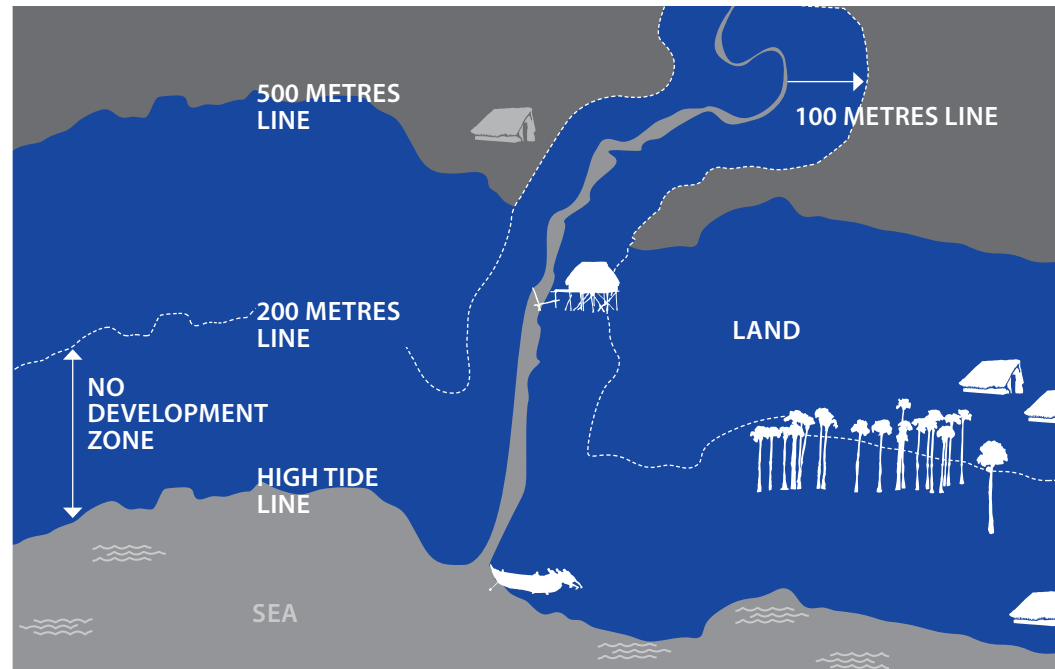 500 METRES
LINE
100 METRES LINE
200 METRES
LINE
LAND
NO
DEVELOPMENT
ZONE
HIGH TIDE
LINE
SEA